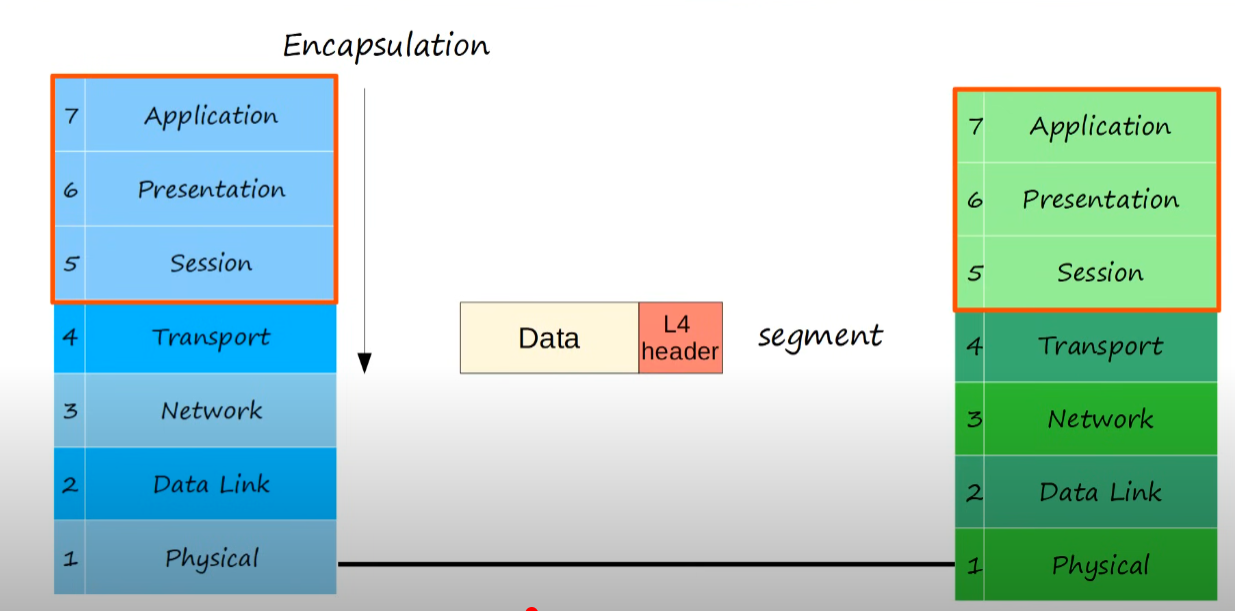 Encapsulation
7 Application
6 Presentation
5 Session
4 Transport
3 Network
2 Data Link
1 Physical
Data
L4
header
segment
7 Application
6 Presentation
5 Session
4 Transport
3 Network
2 Data Link
1 Physical